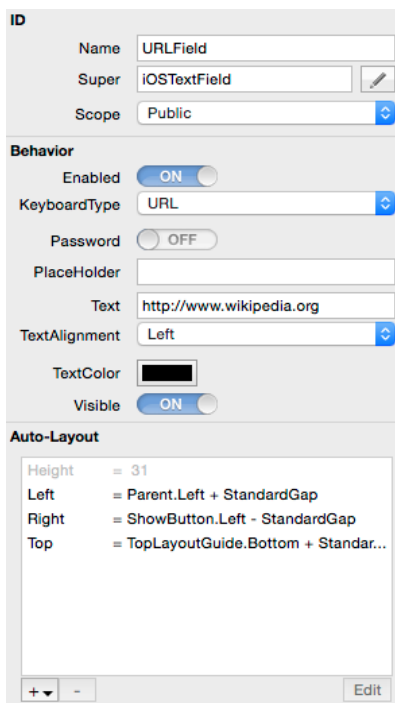 ID
Name URLField
Super iOSTextField
Scope Public
Behavior
Enabled ON
KeyboardType URL
Password OFF
PlaceHolder
Text http://www.wikipedia.org
TextAlignment Left
TextColor
Visible ON
Auto-Layout
Height = 31
Left = Parent.Left + StandardGap
Right = ShowButton.Left - StandardGap
Top = TopLayoutGuide.Bottom + Standar...
+ - Edit